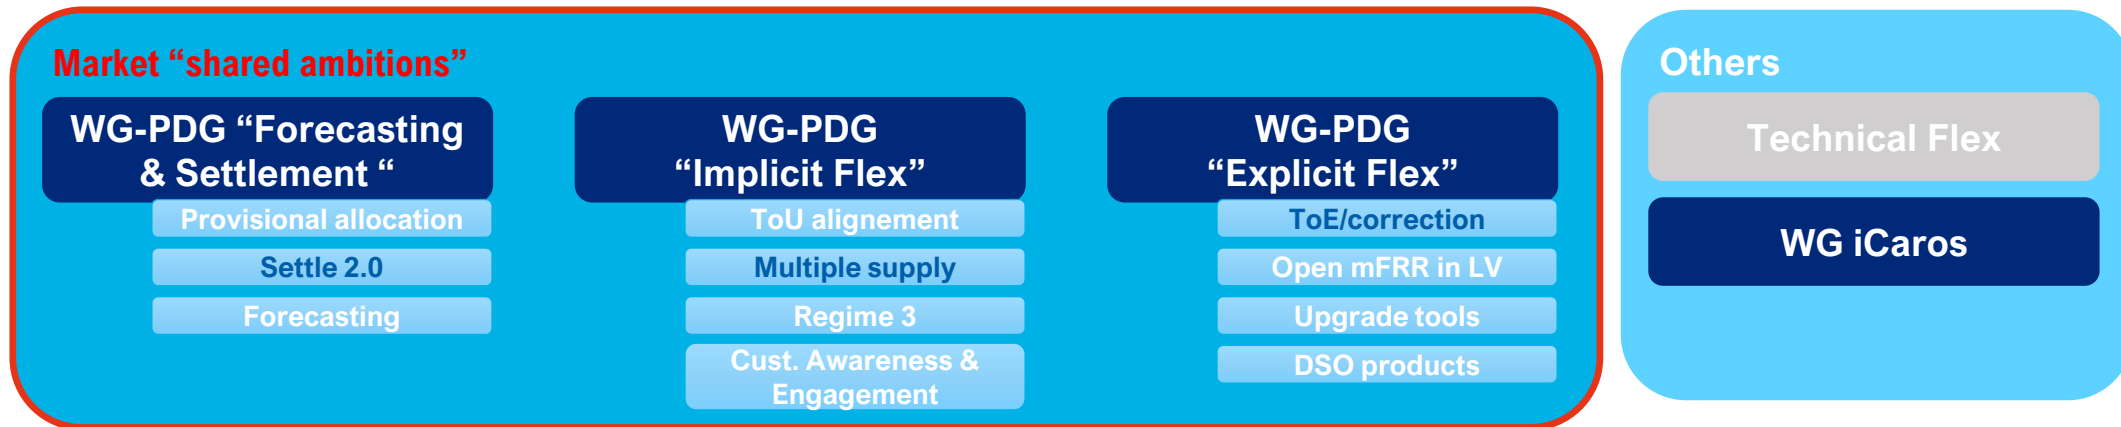 Market “shared ambitions”
WG-PDG “Forecasting
& Settlement “
Provisional allocation
Settle 2.0
Forecasting
WG-PDG
“Implicit Flex”
ToU alignement
Multiple supply
Regime 3
Cust. Awareness &
Engagement
WG-PDG
“Explicit Flex”
ToE/correction
Open mFRR in LV
Upgrade tools
DSO products
Others
Technical Flex
WG iCaros